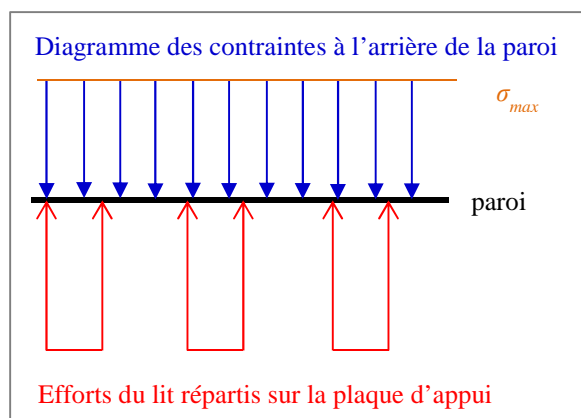 Diagramme des contraintes à l’arrière de la paroi
σmax
paroi
Efforts du lit répartis sur la plaque d’appui